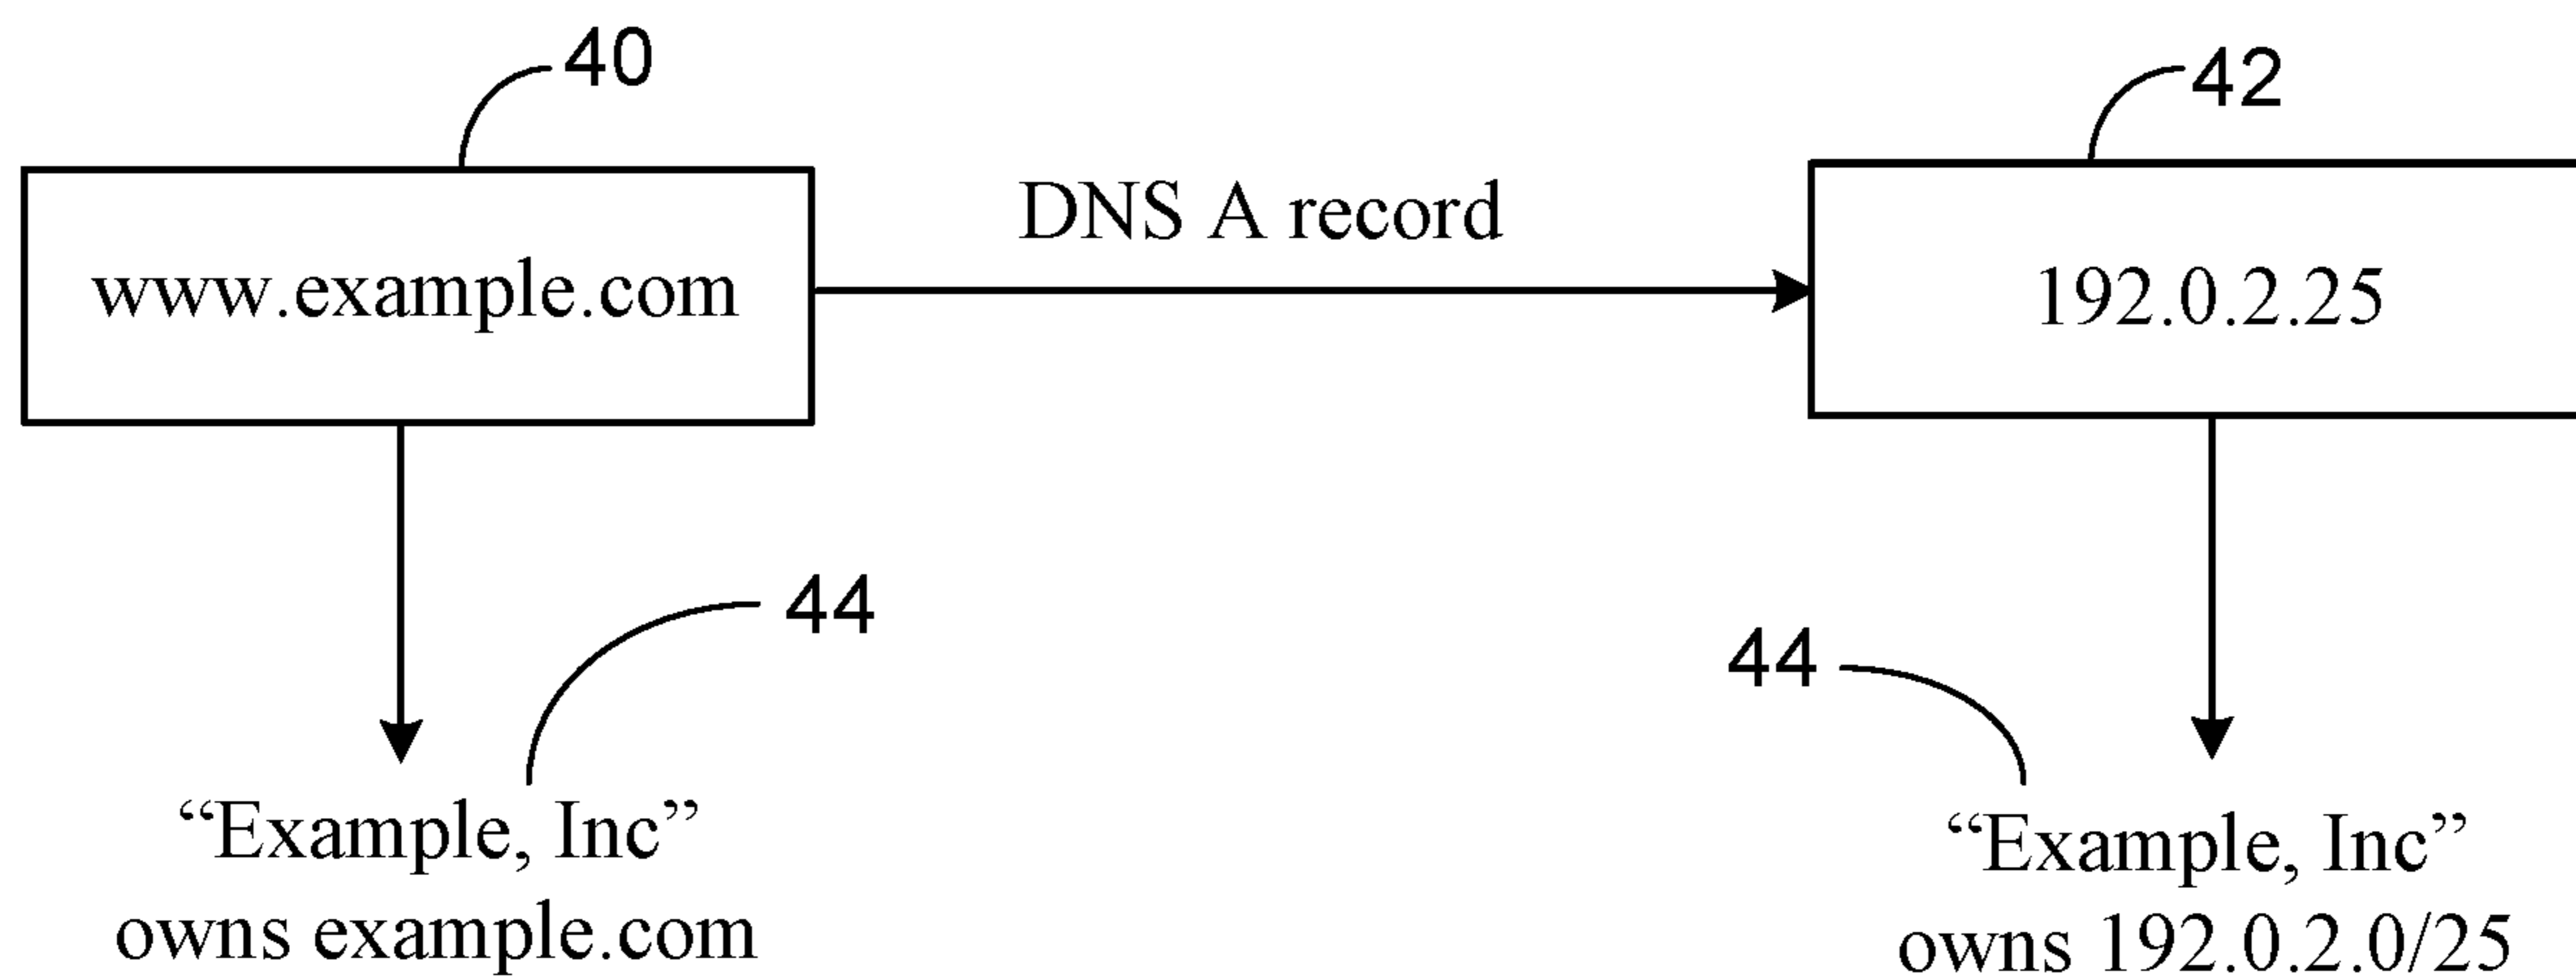 40
42
DNS A record
www.example.com
192.0.2.25
44
44
“Example, Inc”
owns example.com
“Example, Inc”
owns 192.0.2.0/25